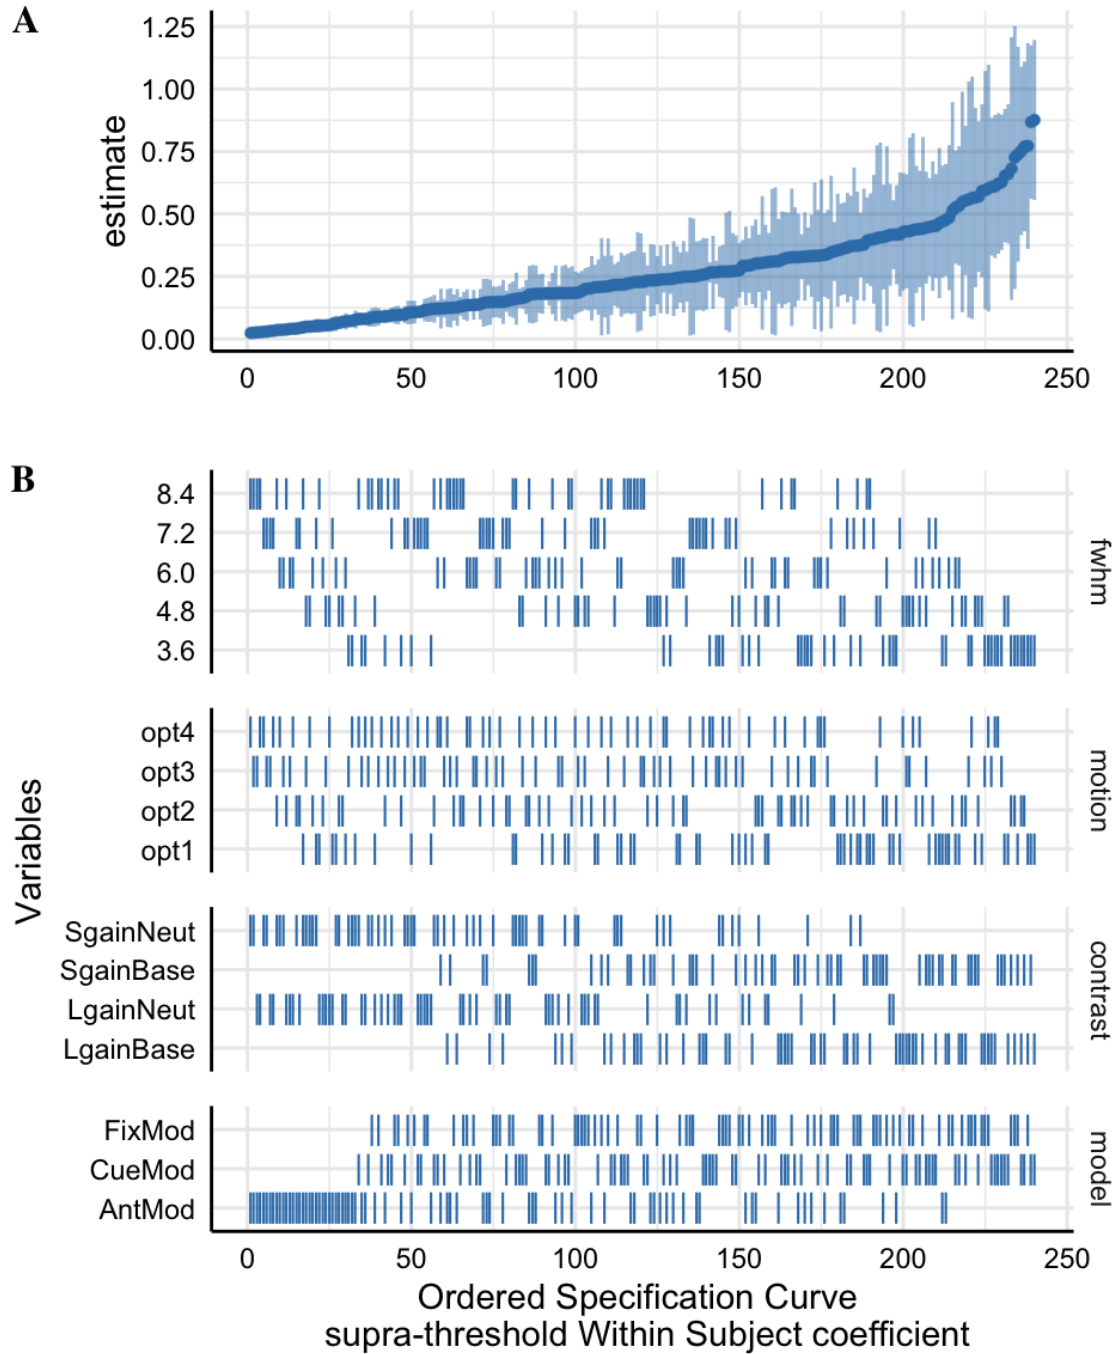 A
1.25
1.00
0.75
0.50
0.25
0.00
estimate
0 50 100 150 200 250
B
8.4
7.2
6.0
4.8
3.6
fwhm
opt4
opt3
opt2
opt1
motion
Variables
SgainNeut
SgainBase
LgainNeut
LgainBase
contrast
FixMod
CueMod
AntMod
model
0 50 100 150 200 250
Ordered Specification Curve
supra-threshold Within Subject coefficient